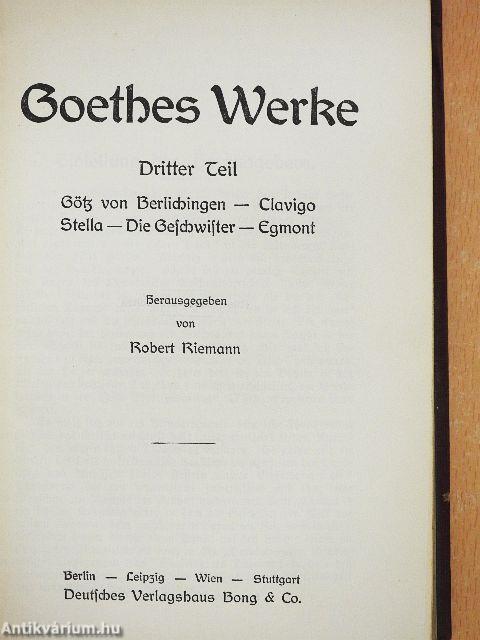 Goethes Werke
Dritter Teil
Götz von Berlichingen — Clavigo
Stella — Die Geſchwiſter — Egmont
Herausgegeben
von
Robert Riemann
Berlin — Leipzig — Wien — Stuttgart
Deutſches Verlagshaus Bong & Co.
Antikvárium.hu